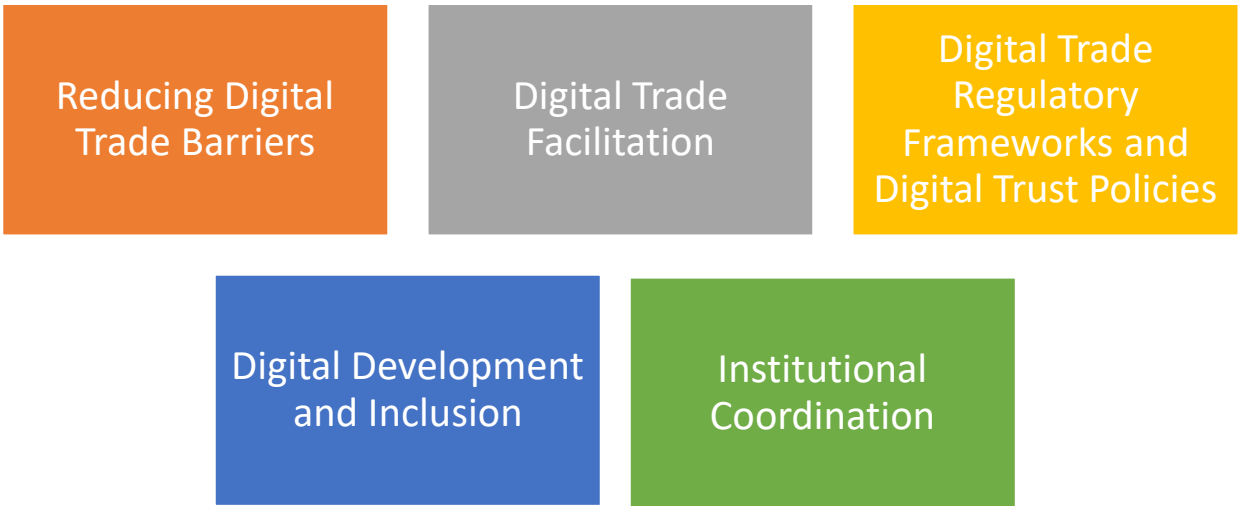 Reducing Digital
Trade Barriers
Digital Trade
Facilitation
Digital Trade
Regulatory
Frameworks and
Digital Trust Policies
Digital Development
and Inclusion
Institutional
Coordination